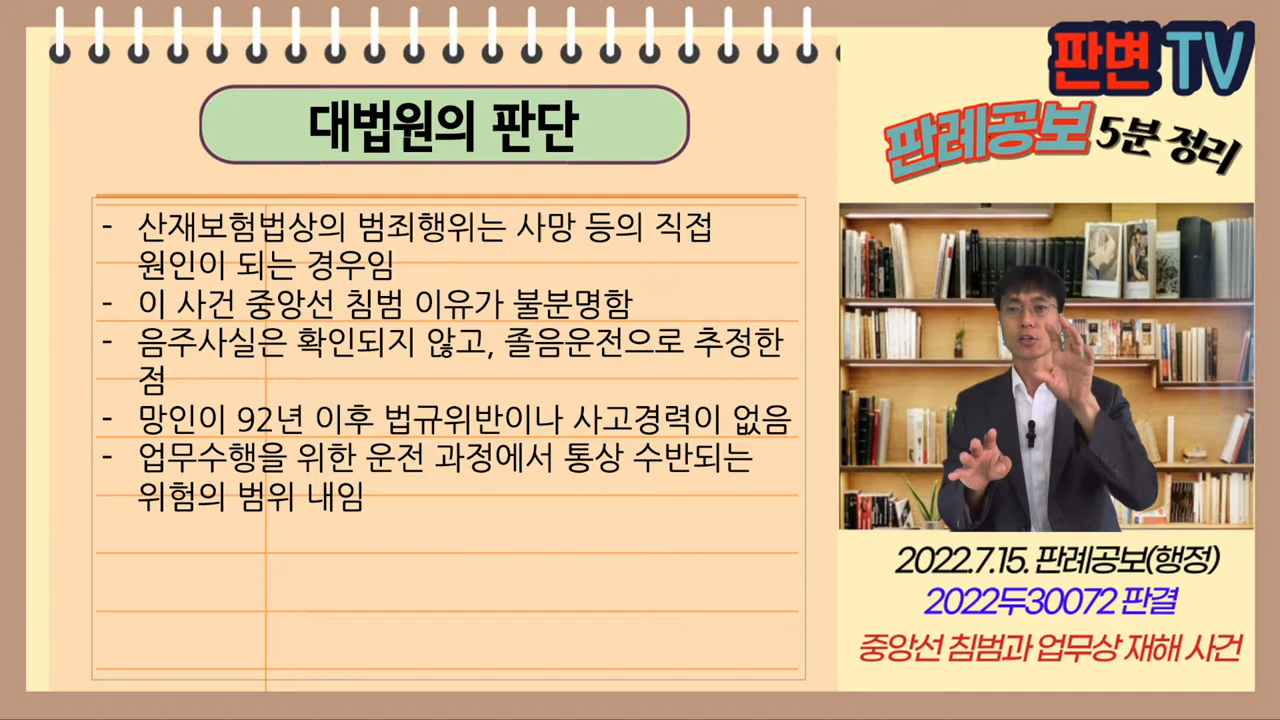 대법원의 판단
- 산재보험법상의 범죄행위는 사망 등의 직접
원인이 되는 경우임
- 이 사건 중앙선 침범 이유가 불분명함
- 음주사실은 확인되지 않고, 졸음운전으로 추정한
점
- 망인이 92년 이후 법규위반이나 사고경력이 없음
- 업무수행을 위한 운전 과정에서 통상 수반되는
위험의 범위 내임
판변 TV
판례공보 5분 정리
2022.7.15. 판례공보(행정)
2022두30072 판결
중앙선 침범과 업무상 재해 사건